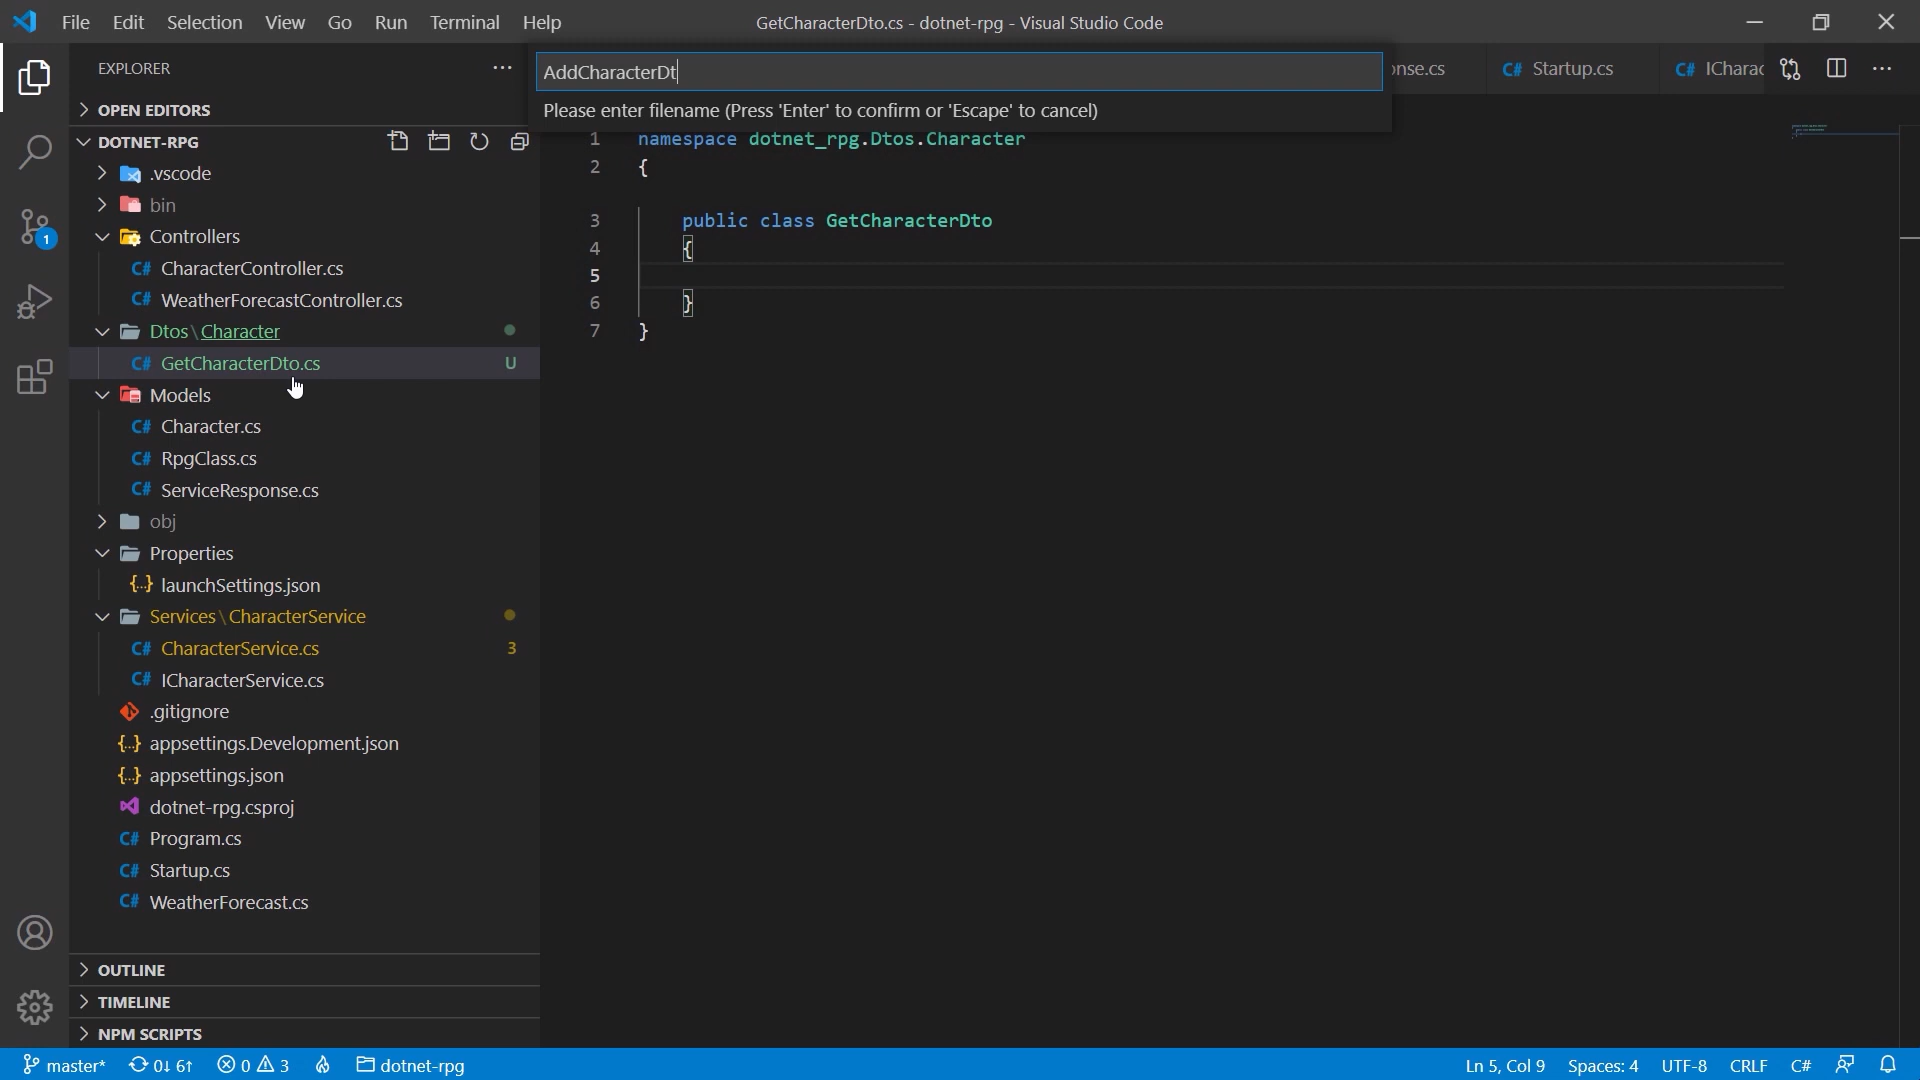 File Edit Selection View Go Run Terminal Help
GetCharacterDto.cs - dotnet-rpg - Visual Studio Code
EXPLORER
AddCharacterDt
nse.cs
C# Startup.cs
C# ICharac
Please enter filename (Press 'Enter' to confirm or 'Escape' to cancel)
OPEN EDITORS
DOTNET-RPG
.vscode
bin
Controllers
C# CharacterController.cs
C# WeatherForecastController.cs
Dtos \ Character
C# GetCharacterDto.cs U
Models
C# Character.cs
C# RpgClass.cs
C# ServiceResponse.cs
obj
Properties
{..} launchSettings.json
Services \ CharacterService
C# CharacterService.cs 3
C# ICharacterService.cs
.gitignore
{..} appsettings.Development.json
{..} appsettings.json
dotnet-rpg.csproj
C# Program.cs
C# Startup.cs
C# WeatherForecast.cs
OUTLINE
TIMELINE
NPM SCRIPTS
1
1 namespace dotnet_rpg.Dtos.Character
2 {
3 public class GetCharacterDto
4 {
5
6 }
7 }
master* 0↓ 6↑ 0 3 dotnet-rpg
Ln 5, Col 9 Spaces: 4 UTF-8 CRLF C#